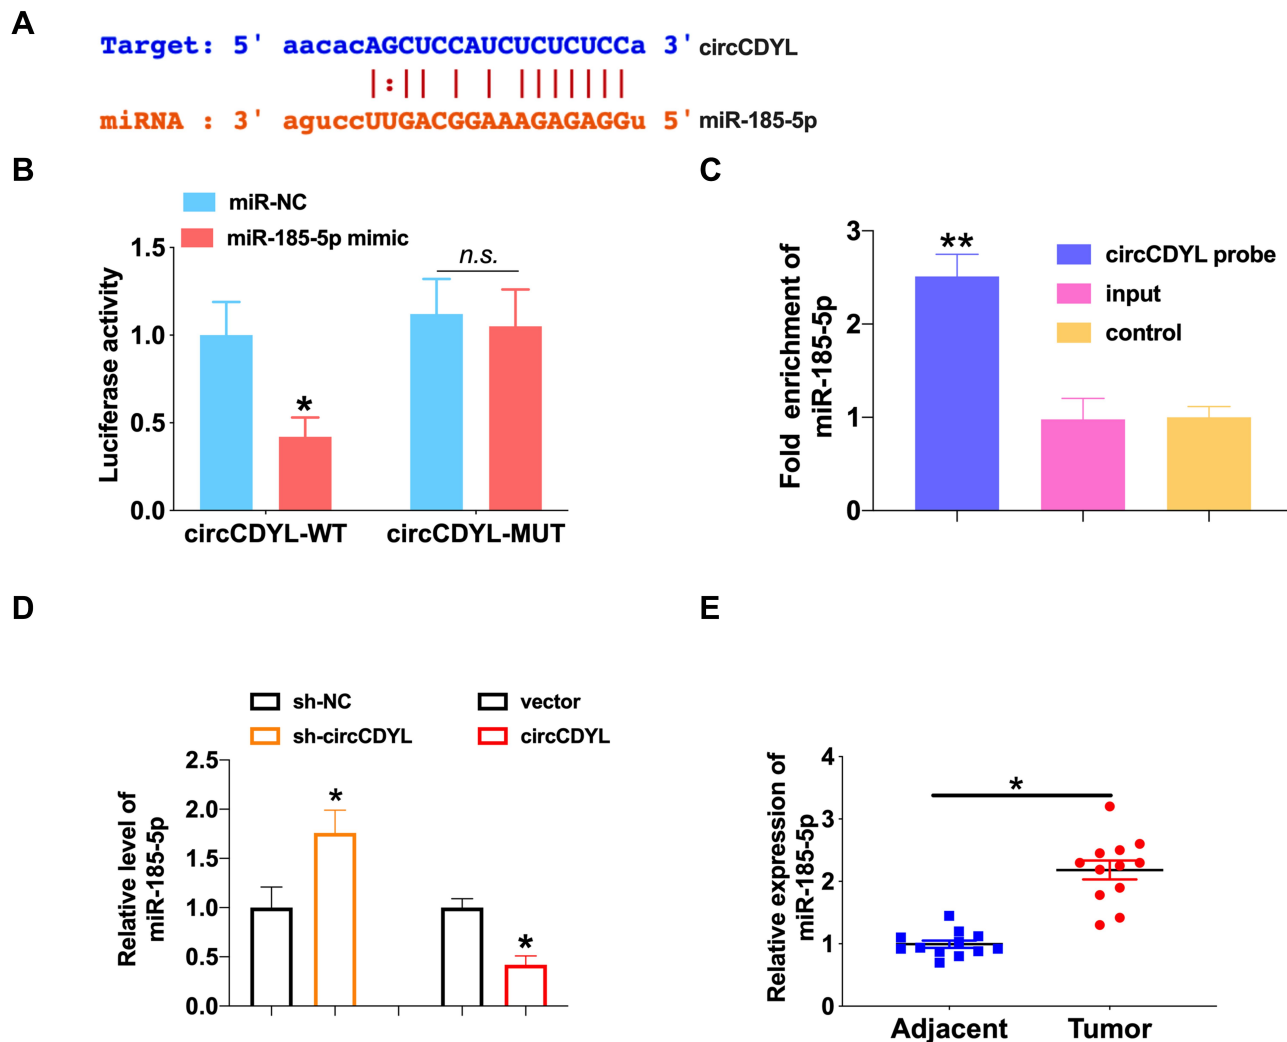 A
Target: 5' aacacAGCUCCAUCUCUCUCCa 3' circCDYL
|:|| | | |||||||
miRNA : 3' aguccUUGACGGAAAGAGAGGu 5' miR-185-5p
B
miR-NC
miR-185-5p mimic
Luciferase activity
1.5
1.0
0.5
0.0
*
n.s.
circCDYL-WT circCDYL-MUT
C
Fold enrichment of
miR-185-5p
3
2
1
0
**
circCDYL probe
input
control
D
sh-NC
sh-circCDYL
vector
circCDYL
Relative level of
miR-185-5p
2.5
2.0
1.5
1.0
0.5
0.0
*
*
E
Relative expression of
miR-185-5p
4
3
2
1
0
*
Adjacent Tumor